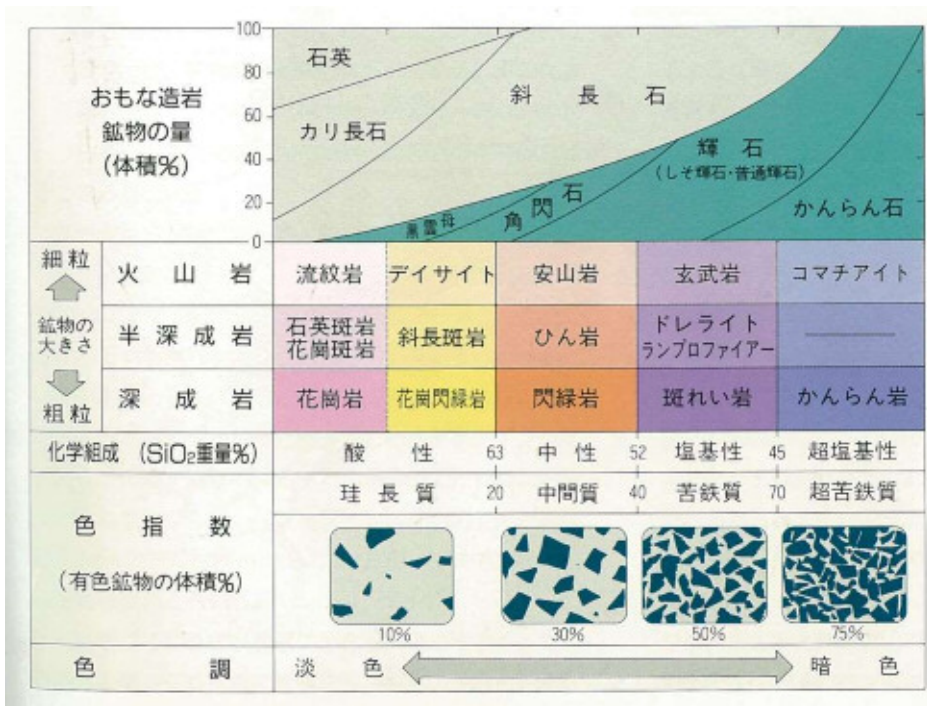 おもな造岩
鉱物の量
(体積%)
100
80
60
40
20
0
石英
カリ長石
斜長石
黒雲母
角閃石
輝石
(しそ輝石・普通輝石)
かんらん石
細粒
鉱物の
大きさ
粗粒
火山岩 流紋岩 デイサイト 安山岩 玄武岩 コマチアイト
半深成岩 石英斑岩 花崗斑岩 斜長斑岩 ひん岩 ドレライト ランプロファイアー
深成岩 花崗岩 花崗閃緑岩 閃緑岩 斑れい岩 かんらん岩
化学組成 (SiO₂重量%) 酸性 63 中性 52 塩基性 45 超塩基性
色指数
(有色鉱物の体積%)
珪長質 20 中間質 40 苦鉄質 70 超苦鉄質
10% 30% 50% 75%
色調 淡色 暗色